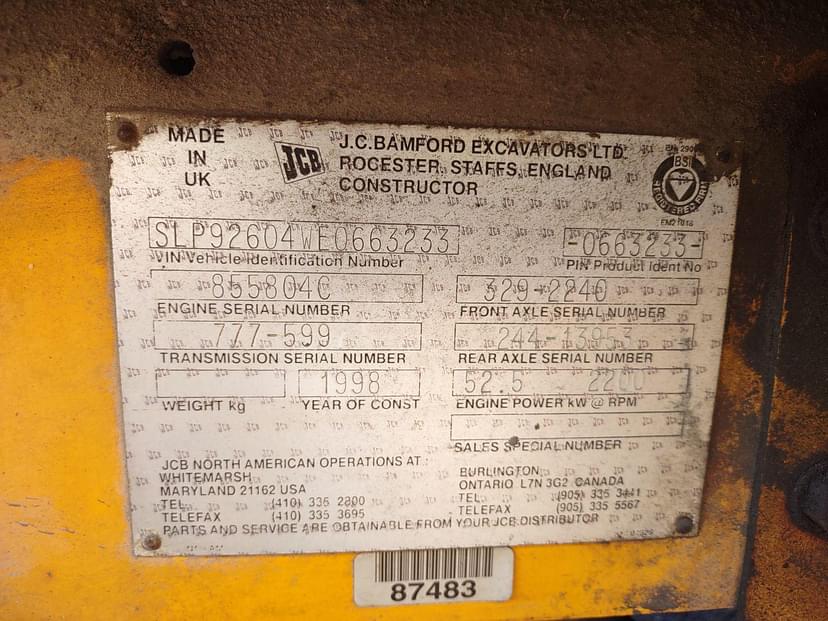 MADE IN UK
JCB
J.C.BAMFORD EXCAVATORS LTD.
ROCESTER, STAFFS, ENGLAND
CONSTRUCTOR
BSI
REGISTERED FIRM
SLP92604WE0663233
-0663233-
VIN Vehicle Identification Number
PIN Product Ident No
855804C
329-2240
ENGINE SERIAL NUMBER
FRONT AXLE SERIAL NUMBER
777-599
TRANSMISSION SERIAL NUMBER
REAR AXLE SERIAL NUMBER
1998
52.5 2200
WEIGHT kg
YEAR OF CONST
ENGINE POWER kW @ RPM
SALES SPECIAL NUMBER
JCB NORTH AMERICAN OPERATIONS AT:
WHITEMARSH
MARYLAND 21162 USA
TEL. (410) 335 2800
TELEFAX (410) 335 3695
BURLINGTON
ONTARIO L7N 3G2 CANADA
TEL. (905) 335 3441
TELEFAX (905) 335 5567
PARTS AND SERVICE ARE OBTAINABLE FROM YOUR JCB DISTRIBUTOR
87483